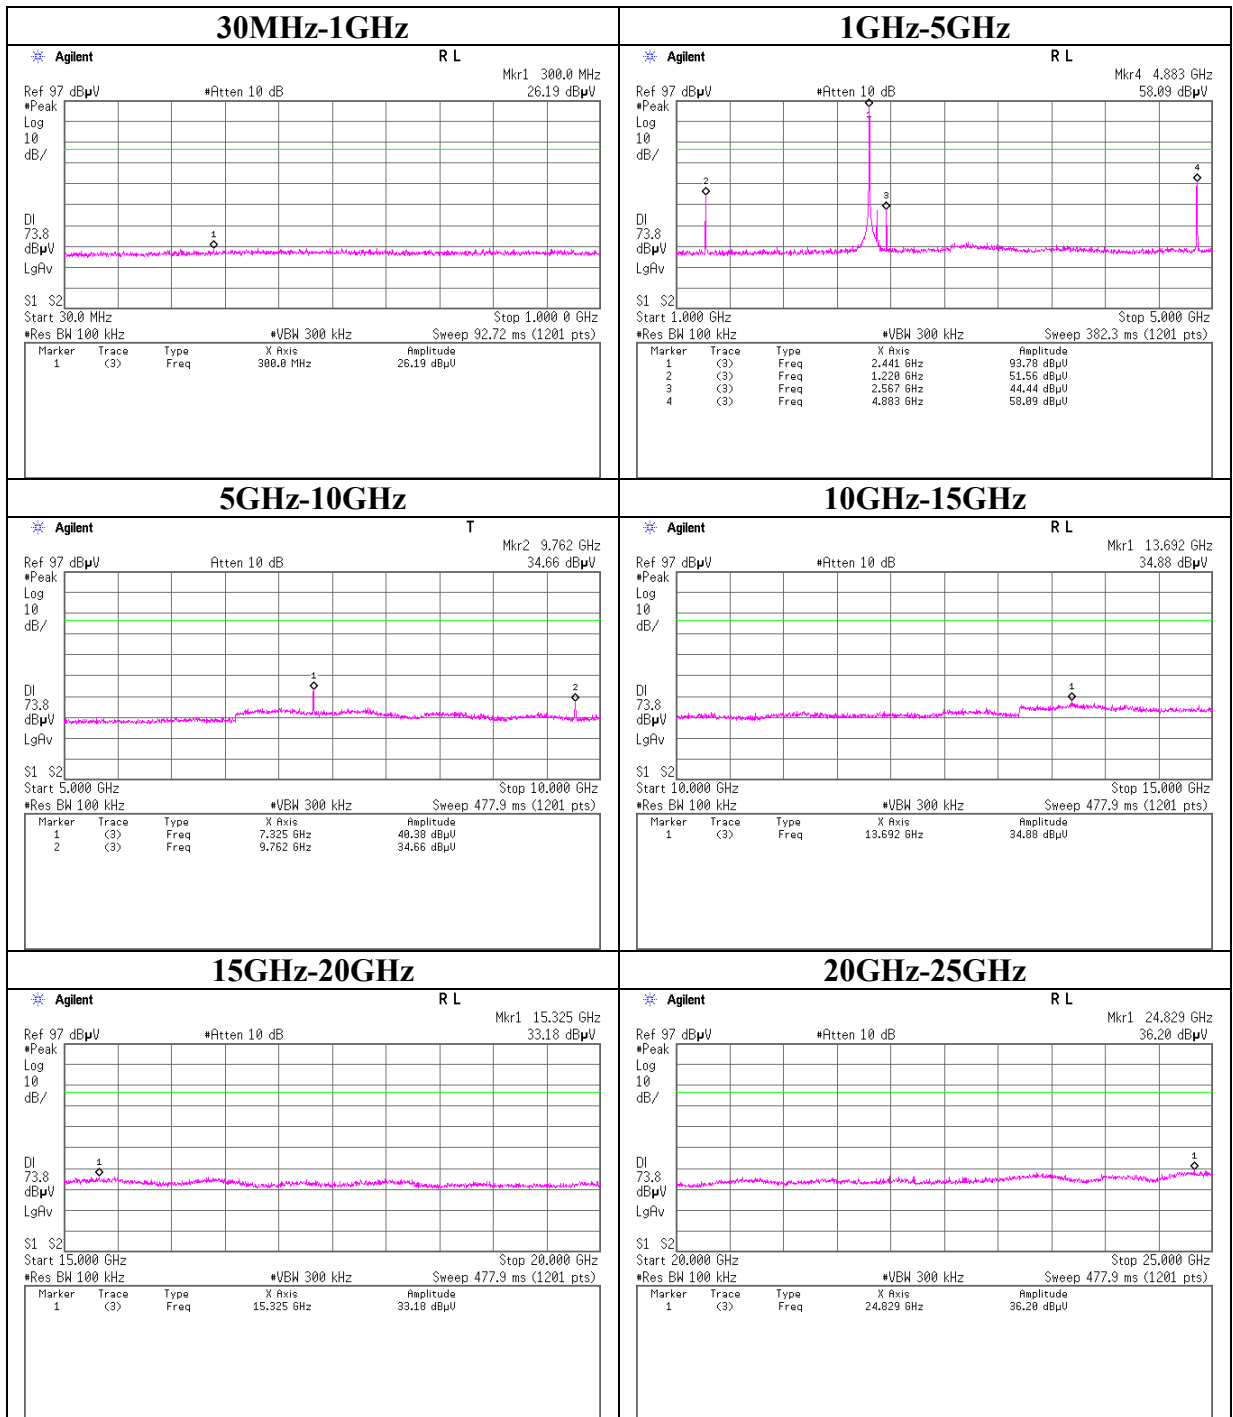 30MHz-1GHz
Agilent R L
Mkr1 300.0 MHz
Ref 97 dBµV #Atten 10 dB 26.19 dBµV
#Peak
Log
10
dB/
1
DI
73.8
dBµV
LgAv
S1 S2
Start 30.0 MHz Stop 1.000 0 GHz
#Res BW 100 kHz #VBW 300 kHz Sweep 92.72 ms (1201 pts)
Marker Trace Type X Axis Amplitude
1 (3) Freq 300.0 MHz 26.19 dBµV
1GHz-5GHz
Agilent R L
Mkr4 4.883 GHz
Ref 97 dBµV #Atten 10 dB 58.09 dBµV
#Peak
Log
10
dB/
1
2
3
4
DI
73.8
dBµV
LgAv
S1 S2
Start 1.000 GHz Stop 5.000 GHz
#Res BW 100 kHz #VBW 300 kHz Sweep 382.3 ms (1201 pts)
Marker Trace Type X Axis Amplitude
1 (3) Freq 2.441 GHz 93.78 dBµV
2 (3) Freq 1.220 GHz 51.56 dBµV
3 (3) Freq 2.567 GHz 44.44 dBµV
4 (3) Freq 4.883 GHz 58.09 dBµV
5GHz-10GHz
Agilent T
Mkr2 9.762 GHz
Ref 97 dBµV Atten 10 dB 34.66 dBµV
#Peak
Log
10
dB/
1
2
DI
73.8
dBµV
LgAv
S1 S2
Start 5.000 GHz Stop 10.000 GHz
#Res BW 100 kHz #VBW 300 kHz Sweep 477.9 ms (1201 pts)
Marker Trace Type X Axis Amplitude
1 (3) Freq 7.325 GHz 40.38 dBµV
2 (3) Freq 9.762 GHz 34.66 dBµV
10GHz-15GHz
Agilent R L
Mkr1 13.692 GHz
Ref 97 dBµV #Atten 10 dB 34.88 dBµV
#Peak
Log
10
dB/
1
DI
73.8
dBµV
LgAv
S1 S2
Start 10.000 GHz Stop 15.000 GHz
#Res BW 100 kHz #VBW 300 kHz Sweep 477.9 ms (1201 pts)
Marker Trace Type X Axis Amplitude
1 (3) Freq 13.692 GHz 34.88 dBµV
15GHz-20GHz
Agilent R L
Mkr1 15.325 GHz
Ref 97 dBµV #Atten 10 dB 33.18 dBµV
#Peak
Log
10
dB/
1
DI
73.8
dBµV
LgAv
S1 S2
Start 15.000 GHz Stop 20.000 GHz
#Res BW 100 kHz #VBW 300 kHz Sweep 477.9 ms (1201 pts)
Marker Trace Type X Axis Amplitude
1 (3) Freq 15.325 GHz 33.18 dBµV
20GHz-25GHz
Agilent R L
Mkr1 24.829 GHz
Ref 97 dBµV #Atten 10 dB 36.20 dBµV
#Peak
Log
10
dB/
1
DI
73.8
dBµV
LgAv
S1 S2
Start 20.000 GHz Stop 25.000 GHz
#Res BW 100 kHz #VBW 300 kHz Sweep 477.9 ms (1201 pts)
Marker Trace Type X Axis Amplitude
1 (3) Freq 24.829 GHz 36.20 dBµV